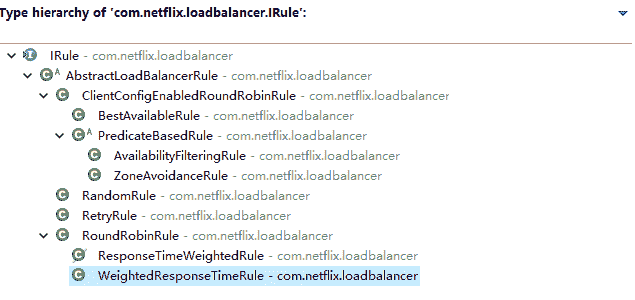 Type hierarchy of 'com.netflix.loadbalancer.IRule':
IRule - com.netflix.loadbalancer
AbstractLoadBalancerRule - com.netflix.loadbalancer
ClientConfigEnabledRoundRobinRule - com.netflix.loadbalancer
BestAvailableRule - com.netflix.loadbalancer
PredicateBasedRule - com.netflix.loadbalancer
AvailabilityFilteringRule - com.netflix.loadbalancer
ZoneAvoidanceRule - com.netflix.loadbalancer
RandomRule - com.netflix.loadbalancer
RetryRule - com.netflix.loadbalancer
RoundRobinRule - com.netflix.loadbalancer
ResponseTimeWeightedRule - com.netflix.loadbalancer
WeightedResponseTimeRule - com.netflix.loadbalancer